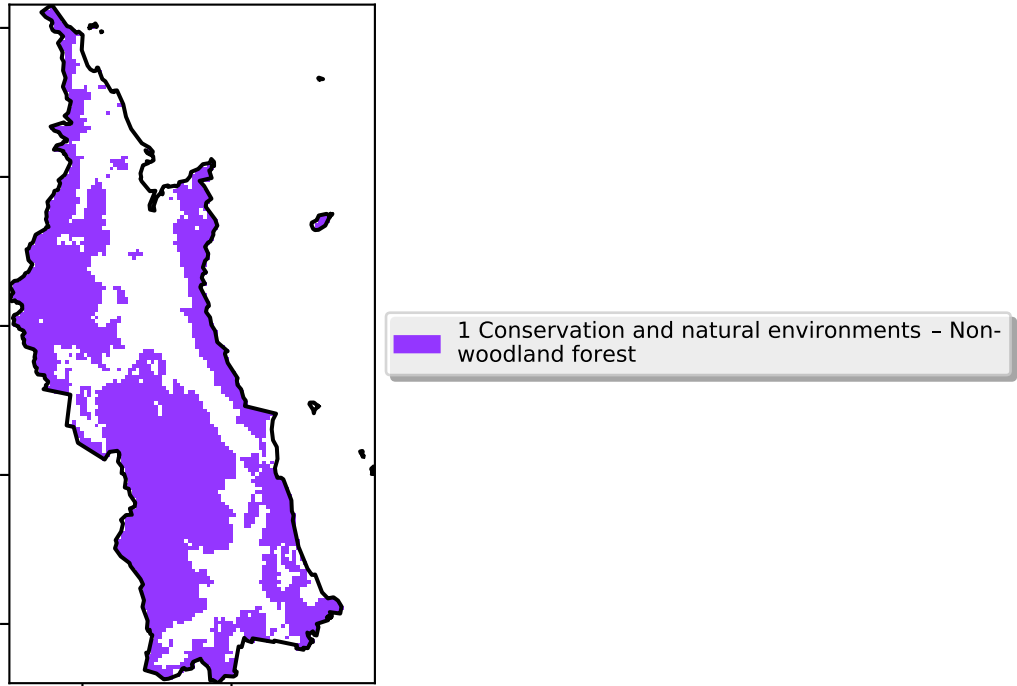 1 Conservation and natural environments – Non-
woodland forest